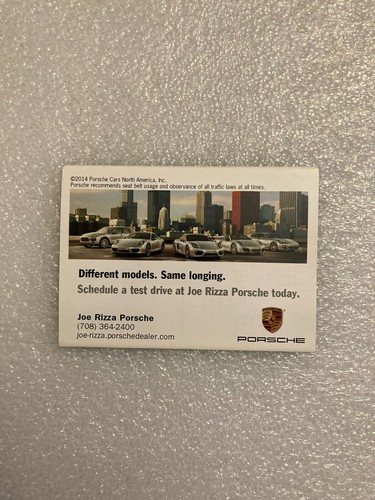 ©2014 Porsche Cars North America, Inc.
Porsche recommends seat belt usage and observance of all traffic laws at all times.
Different models. Same longing.
Schedule a test drive at Joe Rizza Porsche today.
Joe Rizza Porsche
(708) 364-2400
joe-rizza.porschedealer.com
PORSCHE